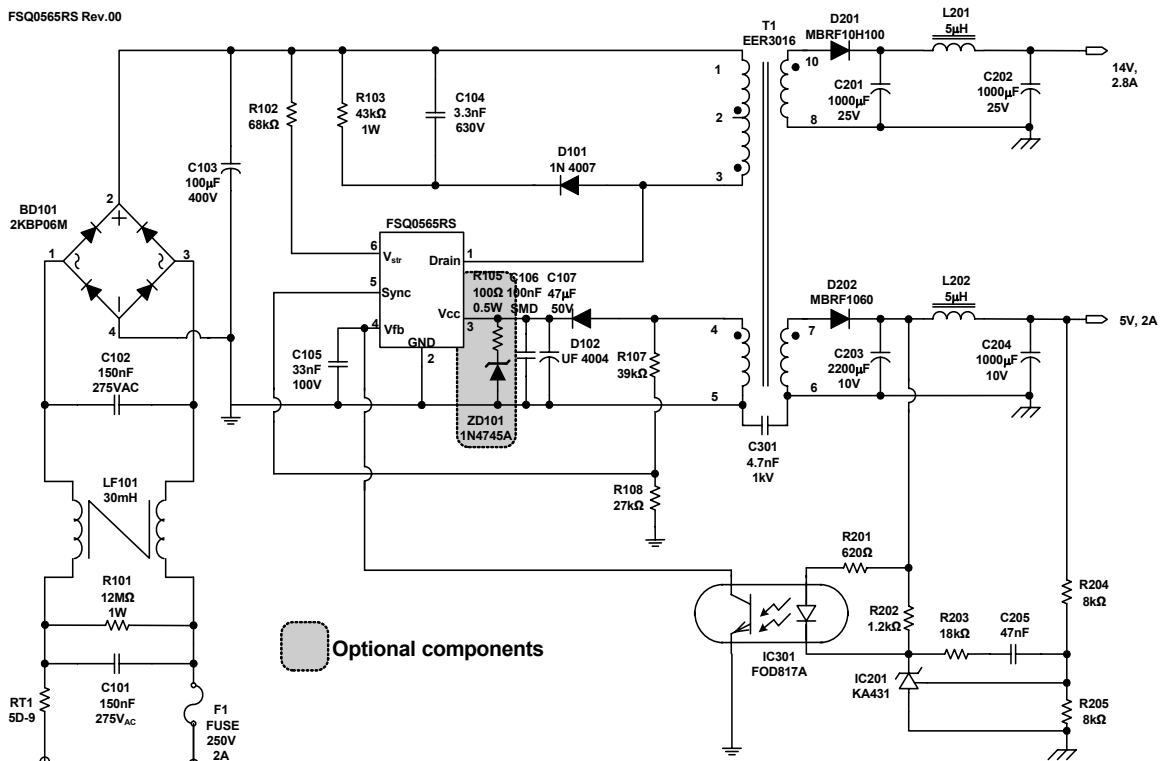 FSQ0565RS Rev.00
T1
EER3016
D201
MBRF10H100
L201
5µH
1
10
14V,
2.8A
C201
1000µF
25V
C202
1000µF
25V
R102
68kΩ
R103
43kΩ
1W
C104
3.3nF
630V
2
8
D101
1N 4007
3
C103
100µF
400V
BD101
2KBP06M
2
1
3
4
FSQ0565RS
6
Vstr
Drain
1
5
Sync
Vcc
3
4
Vfb
GND
2
R105
100Ω
0.5W
C106
100nF
SMD
C107
47µF
50V
D102
UF 4004
ZD101
1N4745A
C105
33nF
100V
R107
39kΩ
4
5
D202
MBRF1060
L202
5µH
7
5V, 2A
C203
2200µF
10V
C204
1000µF
10V
6
C301
4.7nF
1kV
C102
150nF
275VAC
R108
27kΩ
LF101
30mH
R201
620Ω
R101
12MΩ
1W
R202
1.2kΩ
R203
18kΩ
C205
47nF
R204
8kΩ
Optional components
IC301
FOD817A
IC201
KA431
R205
8kΩ
C101
150nF
275VAC
RT1
5D-9
F1
FUSE
250V
2A